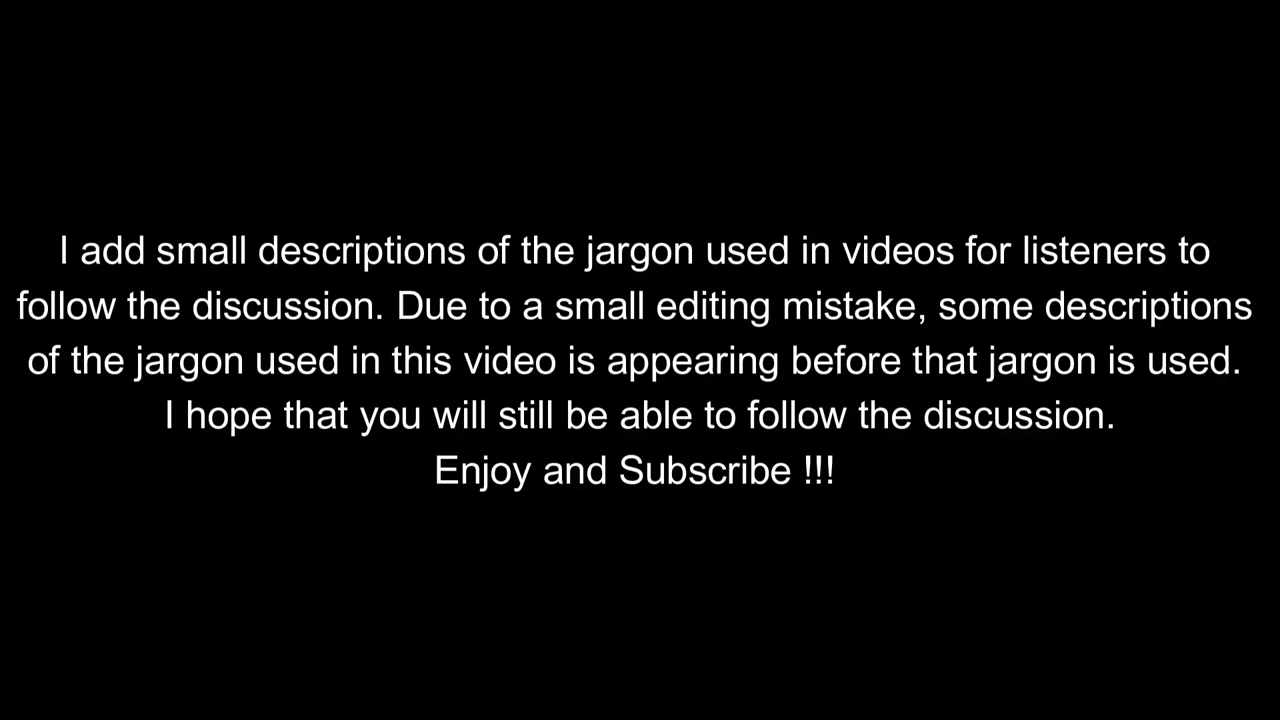 I add small descriptions of the jargon used in videos for listeners to
follow the discussion. Due to a small editing mistake, some descriptions
of the jargon used in this video is appearing before that jargon is used.
I hope that you will still be able to follow the discussion.
Enjoy and Subscribe !!!